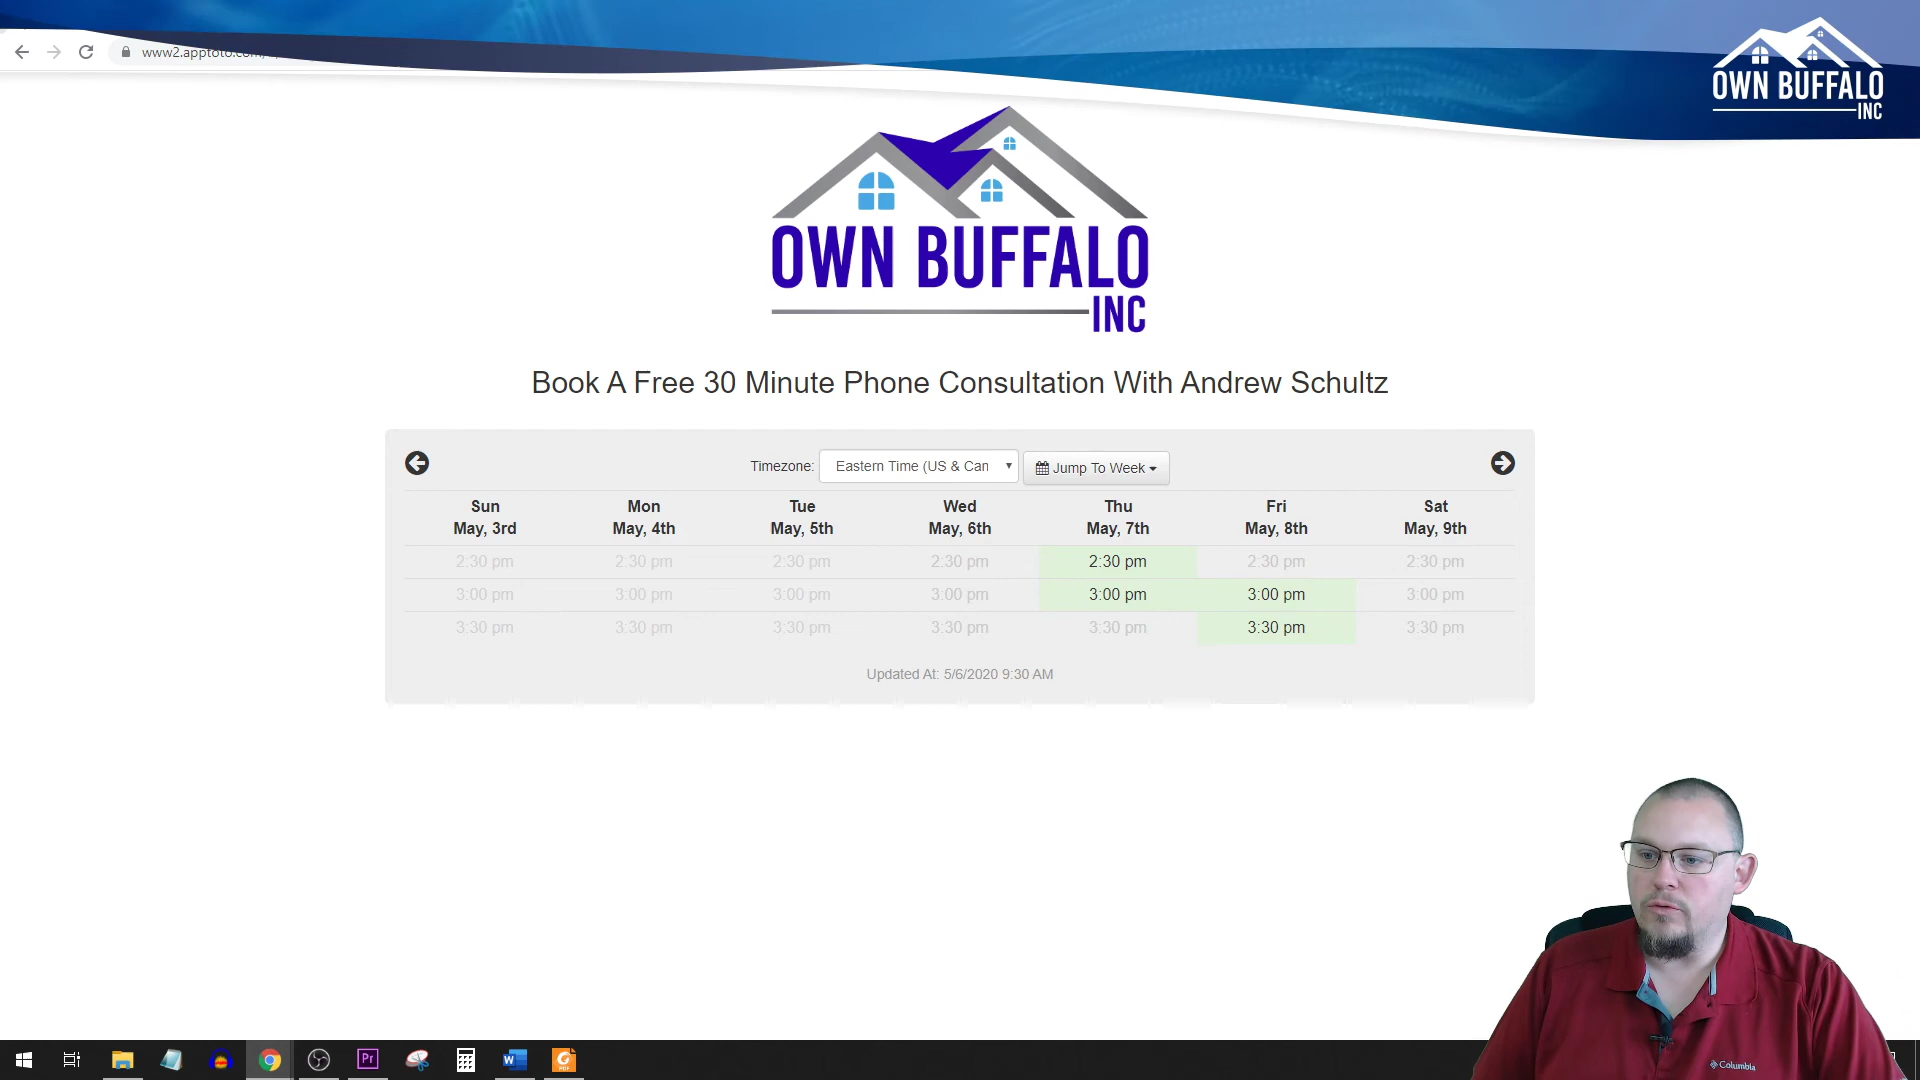 OWN BUFFALO
INC
OWN BUFFALO
INC
Book A Free 30 Minute Phone Consultation With Andrew Schultz
Timezone: Eastern Time (US & Can Jump To Week
Sun Mon Tue Wed Thu Fri Sat
May, 3rd May, 4th May, 5th May, 6th May, 7th May, 8th May, 9th
2:30 pm 2:30 pm 2:30 pm 2:30 pm 2:30 pm 2:30 pm 2:30 pm
3:00 pm 3:00 pm 3:00 pm 3:00 pm 3:00 pm 3:00 pm 3:00 pm
3:30 pm 3:30 pm 3:30 pm 3:30 pm 3:30 pm 3:30 pm 3:30 pm
Updated At: 5/6/2020 9:30 AM
Columbia
Pr